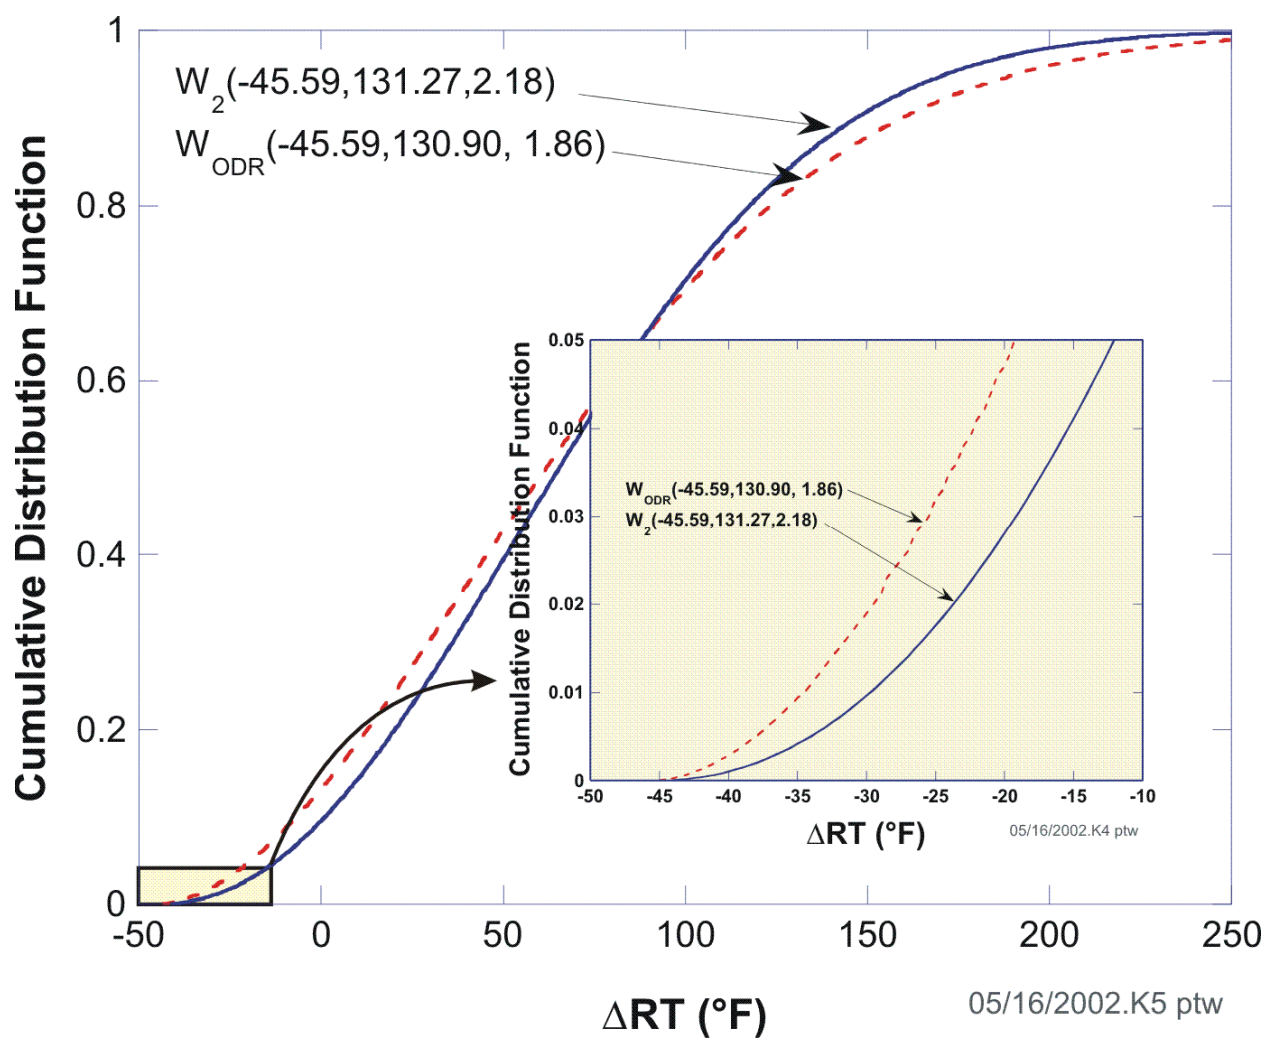 1
W2(-45.59,131.27,2.18)
WODR(-45.59,130.90, 1.86)
Cumulative Distribution Function
0.8
0.6
0.4
0.2
0
-50
0
50
100
150
200
250
ΔRT (°F)
05/16/2002.K5 ptw
0.05
0.04
0.03
0.02
0.01
0
Cumulative Distribution Function
WODR(-45.59,130.90, 1.86)
W2(-45.59,131.27,2.18)
-50
-45
-40
-35
-30
-25
-20
-15
-10
ΔRT (°F)
05/16/2002.K4 ptw